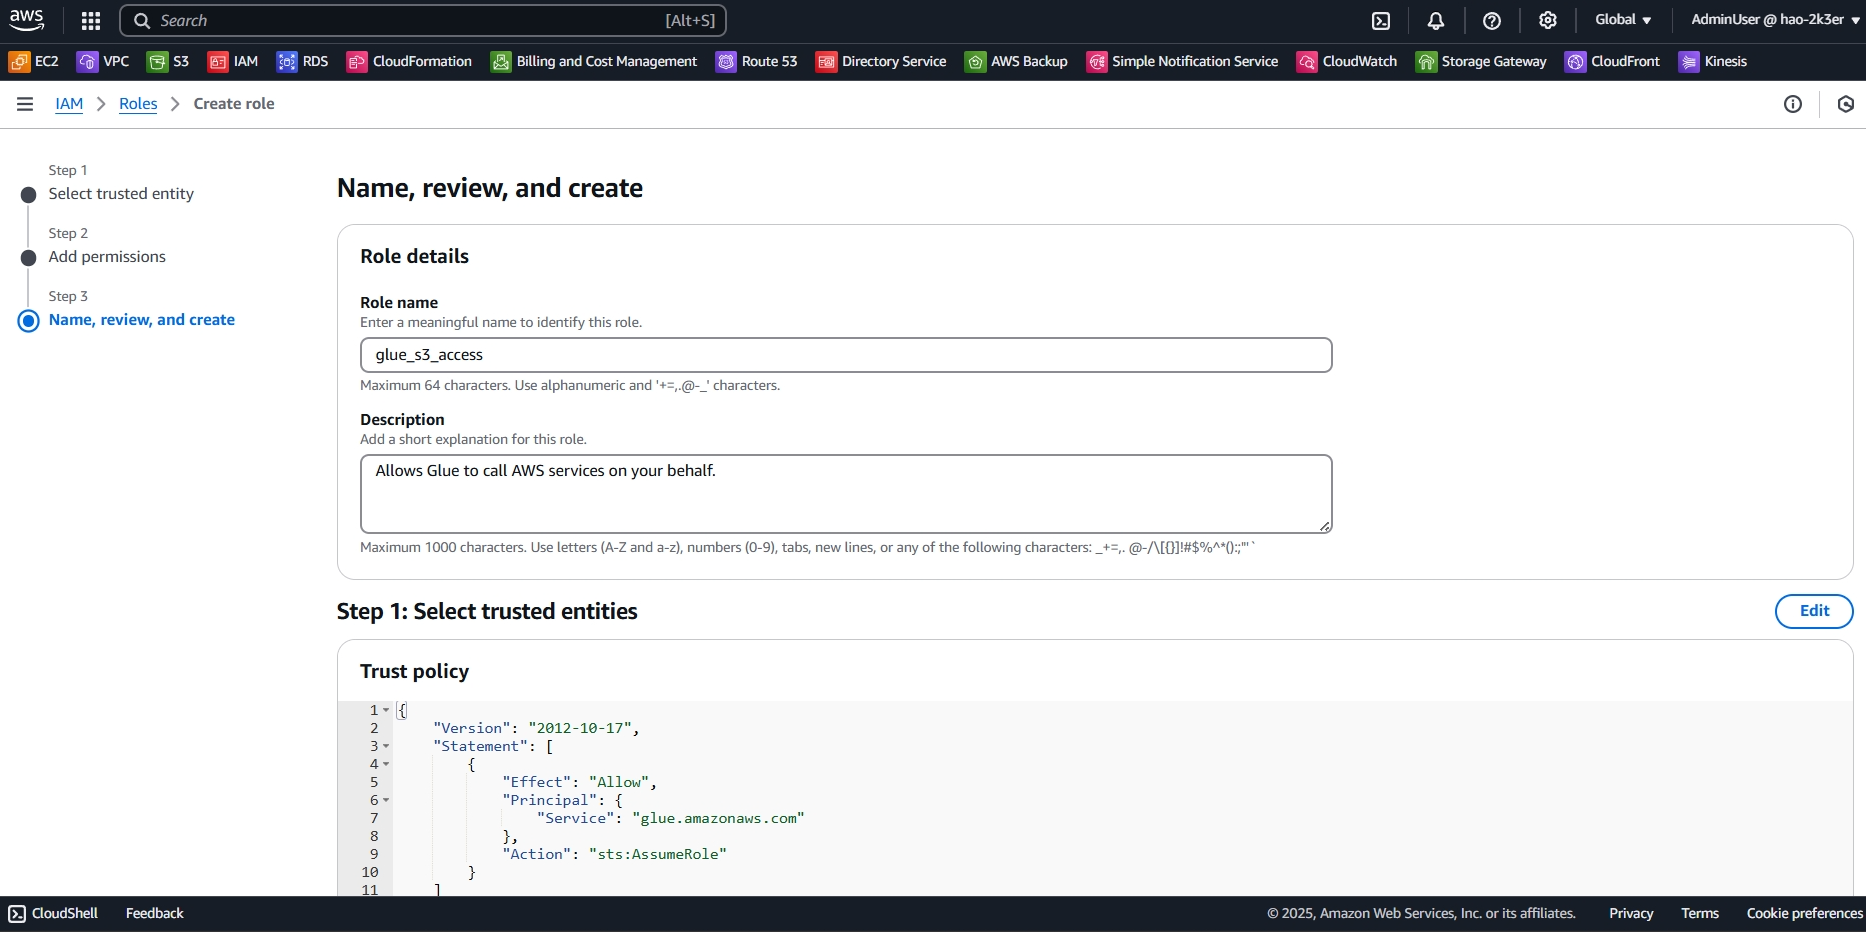 aws
Search [Alt+S]
Global AdminUser @ hao-2k3er
EC2 VPC S3 IAM RDS CloudFormation Billing and Cost Management Route 53 Directory Service AWS Backup Simple Notification Service CloudWatch Storage Gateway CloudFront Kinesis
IAM Roles Create role
Step 1
Select trusted entity
Step 2
Add permissions
Step 3
Name, review, and create
Name, review, and create
Role details
Role name
Enter a meaningful name to identify this role.
glue_s3_access
Maximum 64 characters. Use alphanumeric and '+=,.@-_' characters.
Description
Add a short explanation for this role.
Allows Glue to call AWS services on your behalf.
Maximum 1000 characters. Use letters (A-Z and a-z), numbers (0-9), tabs, new lines, or any of the following characters: _+=,. @-/\[{}]!#$%^*();:"'`
Step 1: Select trusted entities
Edit
Trust policy
1 {
2 "Version": "2012-10-17",
3 "Statement": [
4 {
5 "Effect": "Allow",
6 "Principal": {
7 "Service": "glue.amazonaws.com"
8 },
9 "Action": "sts:AssumeRole"
10 }
11 ]
CloudShell Feedback
© 2025, Amazon Web Services, Inc. or its affiliates. Privacy Terms Cookie preferences